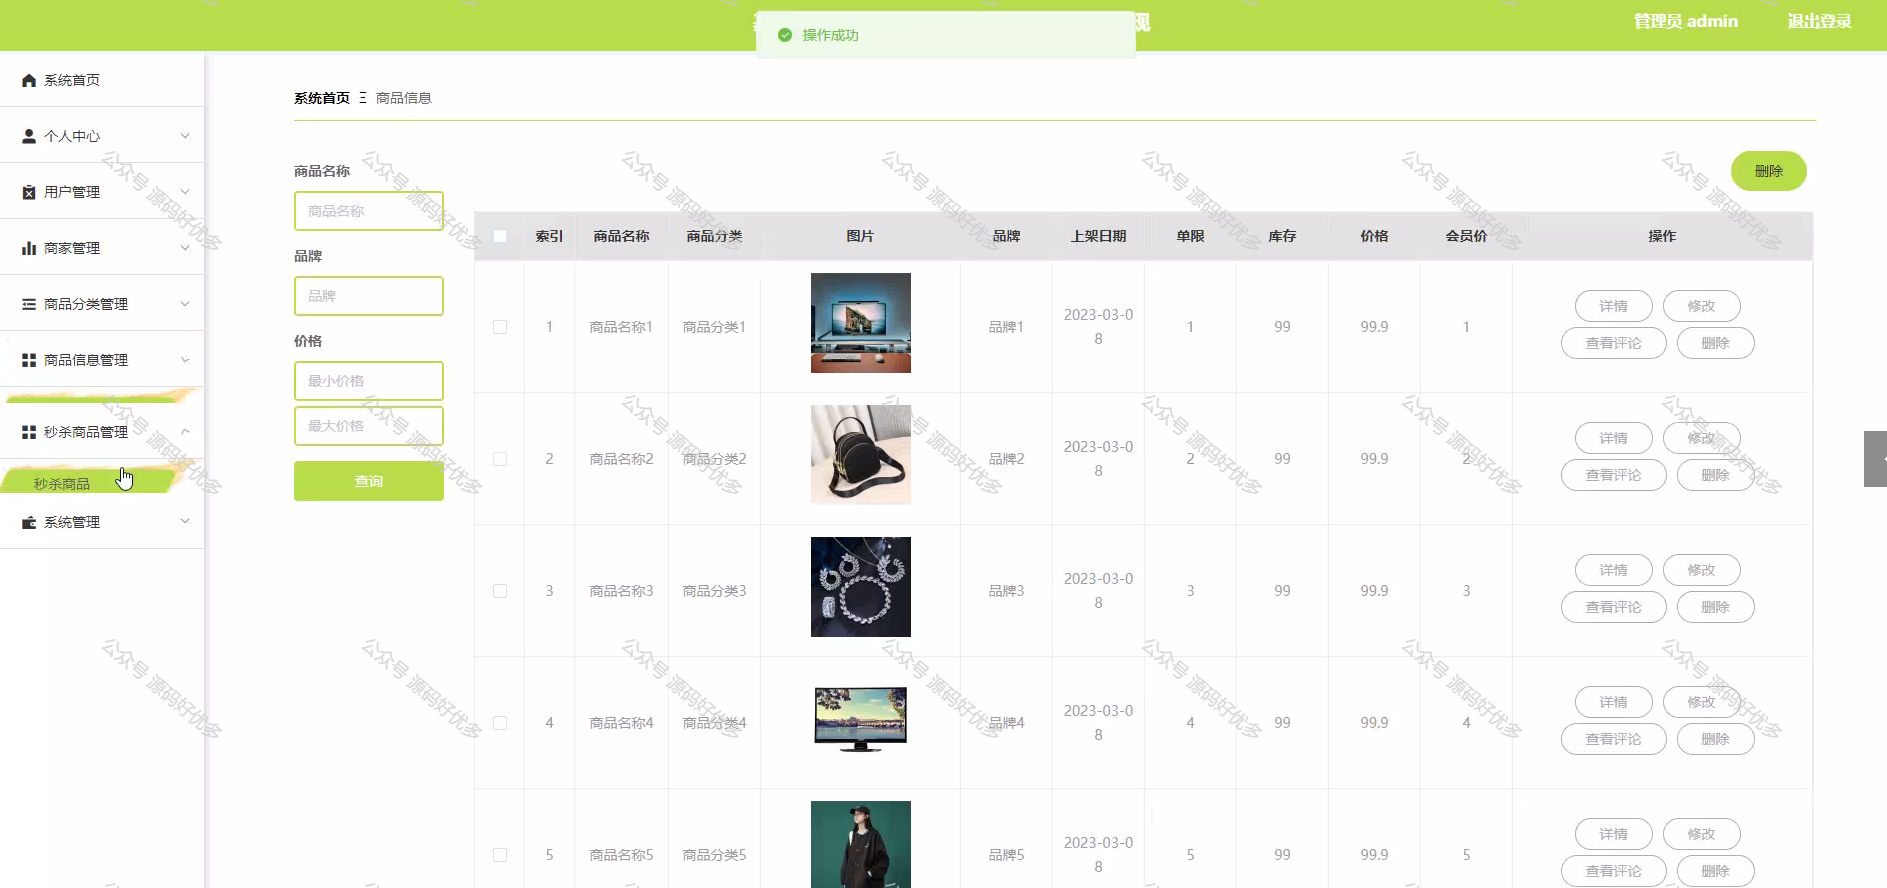 操作成功
管理员 admin
退出登录
系统首页
个人中心
用户管理
商家管理
商品分类管理
商品信息管理
秒杀商品管理
秒杀商品
系统管理
系统首页 Ξ 商品信息
商品名称
商品名称
品牌
品牌
价格
最小价格
最大价格
查询
删除
索引 商品名称 商品分类 图片 品牌 上架日期 单限 库存 价格 会员价 操作
1 商品名称1 商品分类1 品牌1 2023-03-08 1 99 99.9 1 详情 修改
查看评论 删除
2 商品名称2 商品分类2 品牌2 2023-03-08 2 99 99.9 2 详情 修改
查看评论 删除
3 商品名称3 商品分类3 品牌3 2023-03-08 3 99 99.9 3 详情 修改
查看评论 删除
4 商品名称4 商品分类4 品牌4 2023-03-08 4 99 99.9 4 详情 修改
查看评论 删除
5 商品名称5 商品分类5 品牌5 2023-03-08 5 99 99.9 5 详情 修改
查看评论 删除
公众号 源码好优多